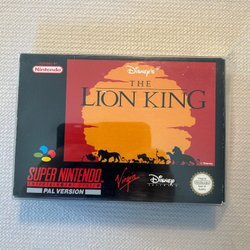 Nintendo
Disney's
THE
LION KING
SUPER NINTENDO
ENTERTAINMENT SYSTEM
PAL VERSION
Virgin
Disney